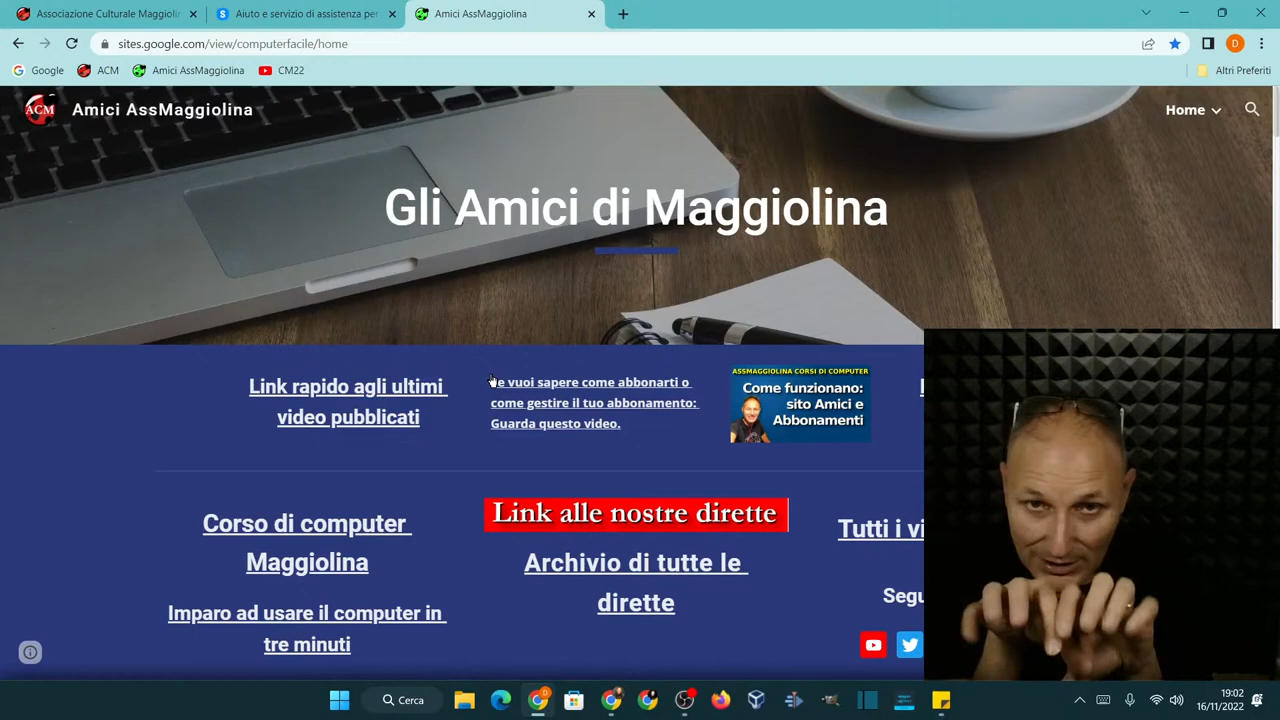 Associazione Culturale Maggiolin
Aiuto e servizio di assistenza per
Amici AssMaggiolina
sites.google.com/view/computerfacile/home
D
Google
ACM
Amici AssMaggiolina
CM22
Altri Preferiti
ACM
Amici AssMaggiolina
Home
Gli Amici di Maggiolina
Link rapido agli ultimi
video pubblicati
e vuoi sapere come abbonarti o
come gestire il tuo abbonamento:
Guarda questo video.
ASSMAGGIOLINA CORSI DI COMPUTER
Come funzionano:
sito Amici e
Abbonamenti
Corso di computer
Maggiolina
Imparo ad usare il computer in
tre minuti
Link alle nostre dirette
Archivio di tutte le
dirette
Tutti i vi
Segu
Cerca
19:02
16/11/2022